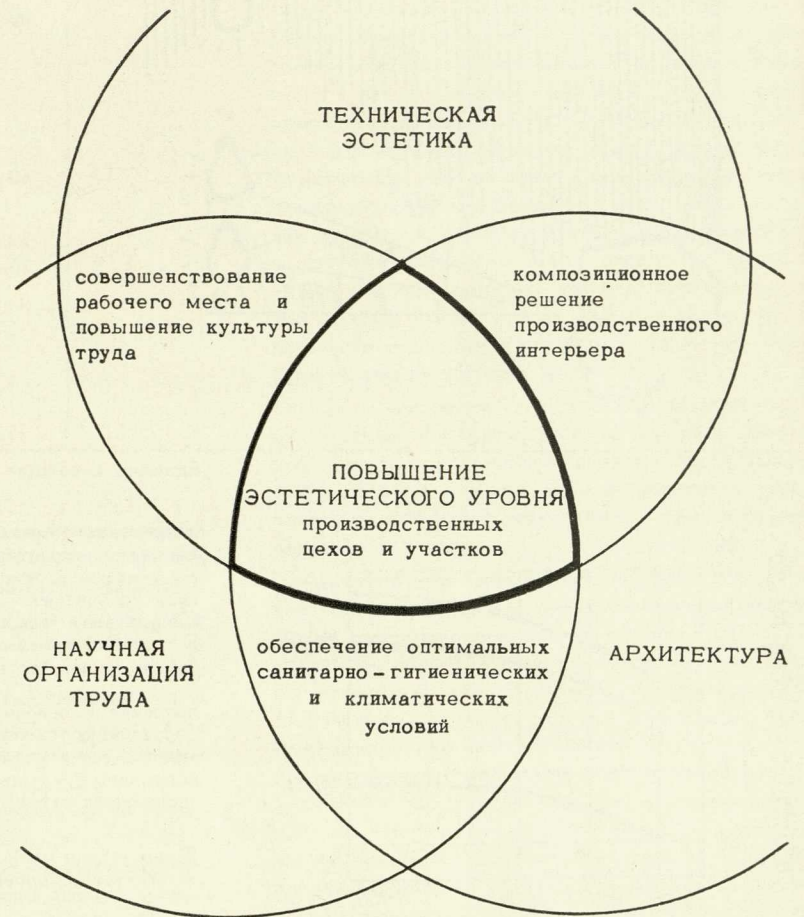 ТЕХНИЧЕСКАЯ
ЭСТЕТИКА
совершенствование
рабочего места и
повышение культуры
труда
композиционное
решение
производственного
интерьера
ПОВЫШЕНИЕ
ЭСТЕТИЧЕСКОГО УРОВНЯ
производственных
цехов и участков
НАУЧНАЯ
ОРГАНИЗАЦИЯ
ТРУДА
обеспечение оптимальных
санитарно – гигиенических
и климатических
условий
АРХИТЕКТУРА